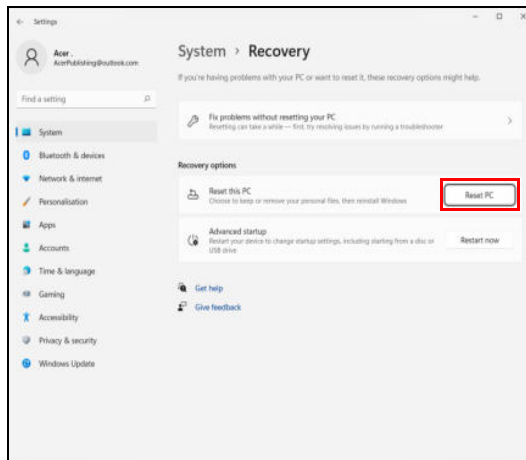 Settings
Acer .
AcerPublishing@outlook.com
Find a setting
System
Bluetooth & devices
Network & internet
Personalisation
Apps
Accounts
Time & language
Gaming
Accessibility
Privacy & security
Windows Update
System > Recovery
If you're having problems with your PC or want to reset it, these recovery options might help.
Fix problems without resetting your PC
Resetting can take a while — first, try resolving issues by running a troubleshooter
Recovery options
Reset this PC
Choose to keep or remove your personal files, then reinstall Windows
Reset PC
Advanced startup
Restart your device to change startup settings, including starting from a disc or
USB drive
Restart now
Get help
Give feedback